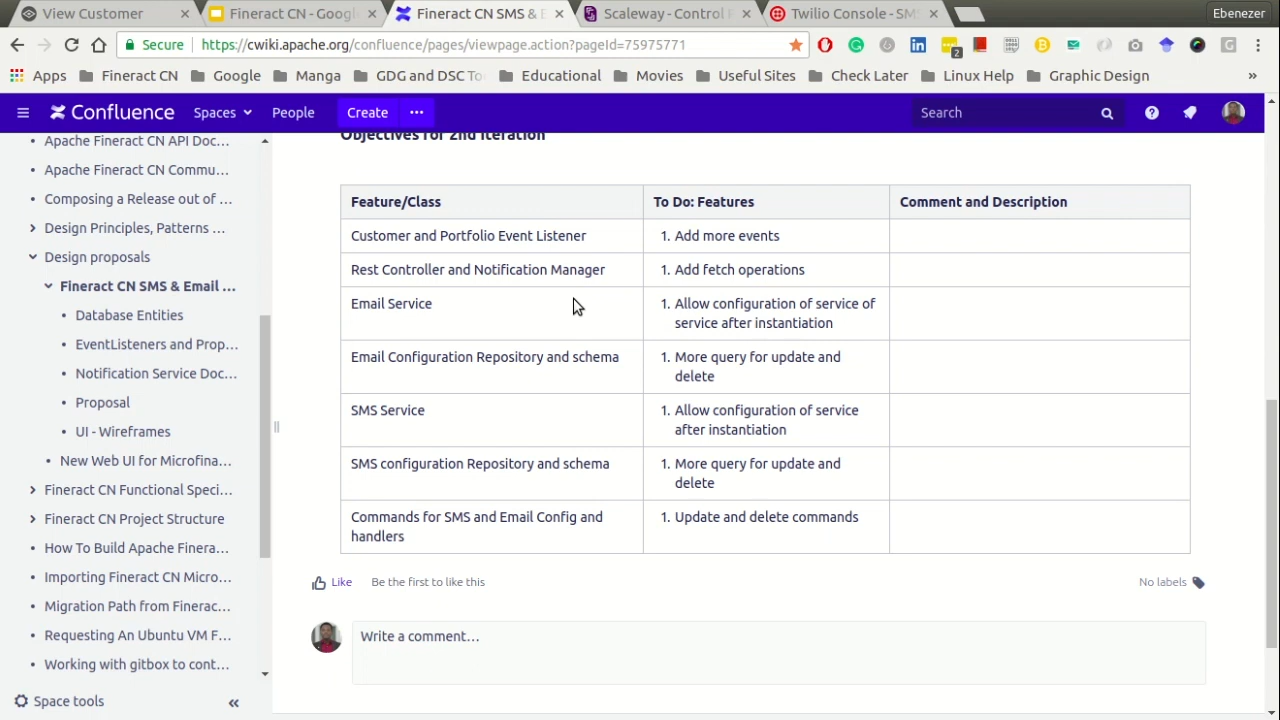 View Customer
Fineract CN - Googl
Fineract CN SMS & E
Scaleway - Control
Twilio Console - SMS
Ebenezer
Secure
https://cwiki.apache.org/confluence/pages/viewpage.action?pageId=75975771
2
Apps
Fineract CN
Google
Manga
GDG and DSC To
Educational
Movies
Useful Sites
Check Later
Linux Help
Graphic Design
»
Confluence
Spaces
People
Create
Search
Apache Fineract CN API Doc...
Apache Fineract CN Commu...
Composing a Release out of ...
Design Principles, Patterns ...
Design proposals
Fineract CN SMS & Email ...
Database Entities
EventListeners and Prop...
Notification Service Doc...
Proposal
UI - Wireframes
New Web UI for Microfina...
Fineract CN Functional Speci...
Fineract CN Project Structure
How To Build Apache Finera...
Importing Fineract CN Micro...
Migration Path from Finerac...
Requesting An Ubuntu VM F...
Working with gitbox to cont...
Space tools
«
Objectives for 2nd Iteration
Feature/Class
To Do: Features
Comment and Description
Customer and Portfolio Event Listener
1. Add more events
Rest Controller and Notification Manager
1. Add fetch operations
Email Service
1. Allow configuration of service of
service after instantiation
Email Configuration Repository and schema
1. More query for update and
delete
SMS Service
1. Allow configuration of service
after instantiation
SMS configuration Repository and schema
1. More query for update and
delete
Commands for SMS and Email Config and
handlers
1. Update and delete commands
Like
Be the first to like this
No labels
Write a comment...